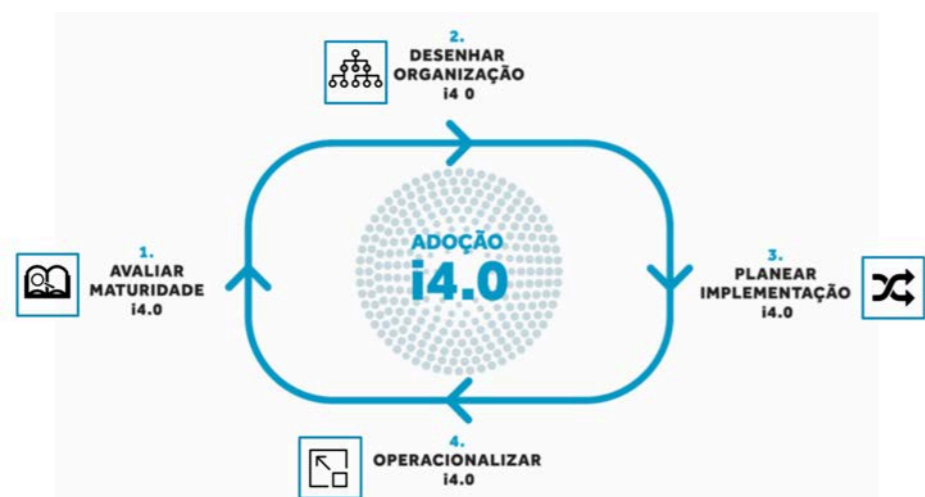 2.
DESENHAR
ORGANIZAÇÃO
i4 0
1.
AVALIAR
MATURIDADE
i4.0
ADOÇÃO
i4.0
3.
PLANEAR
IMPLEMENTAÇÃO
i4.0
4.
OPERACIONALIZAR
i4.0